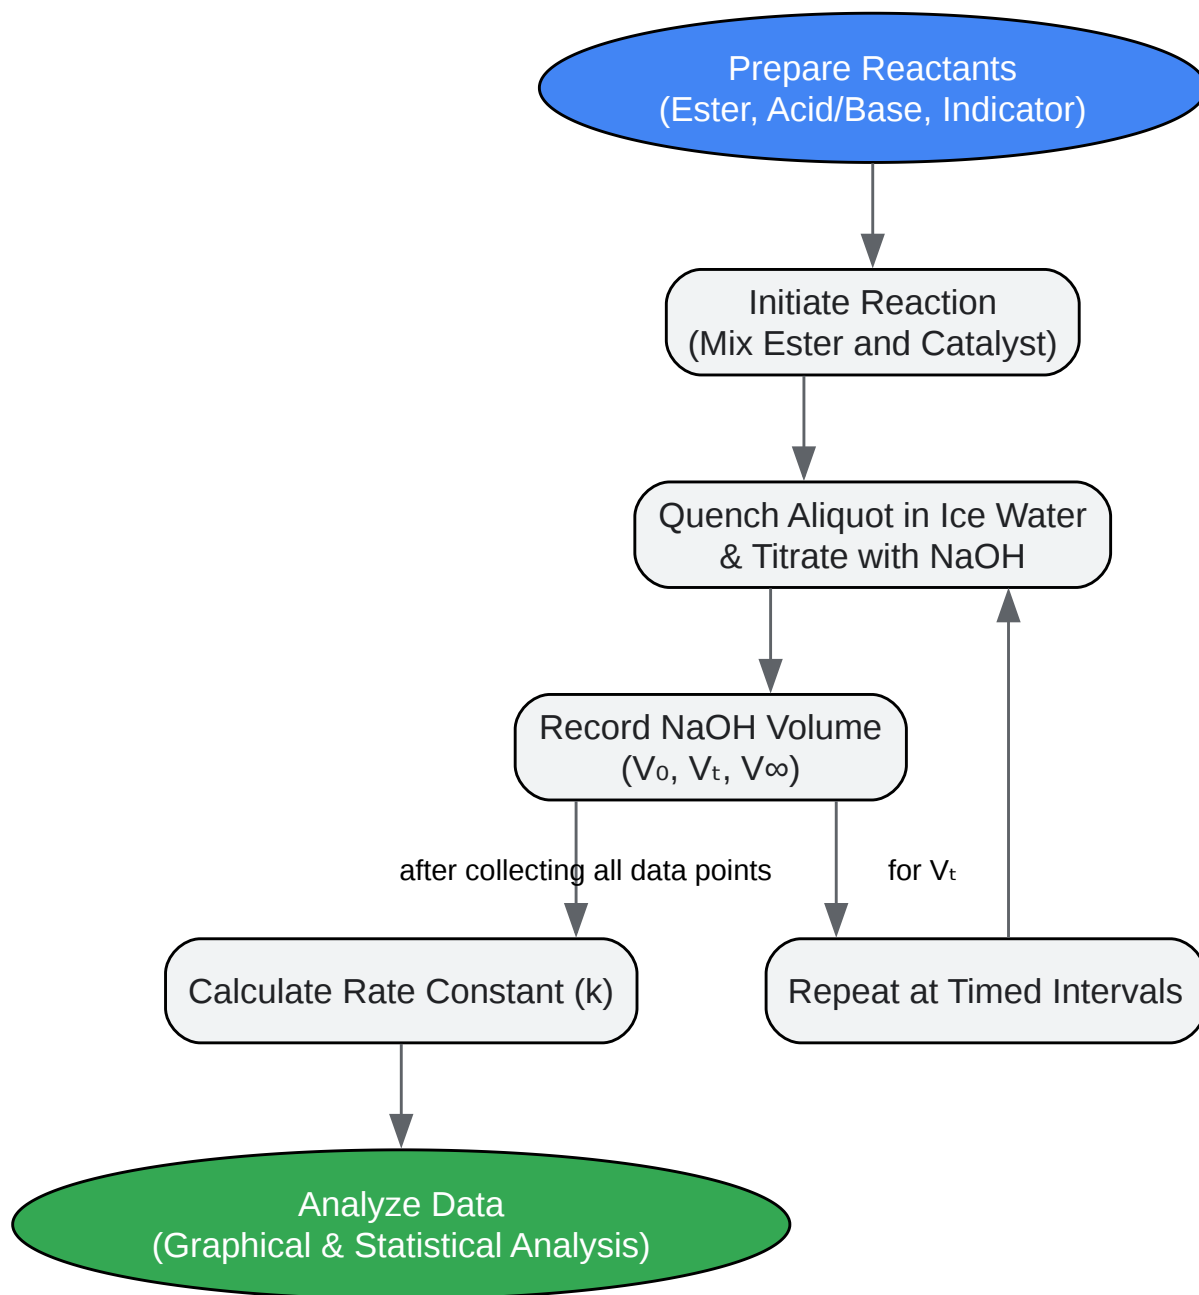 Prepare Reactants
(Ester, Acid/Base, Indicator)
Initiate Reaction
(Mix Ester and Catalyst)
Quench Aliquot in Ice Water
& Titrate with NaOH
Record NaOH Volume
(V₀, Vₜ, V∞)
after collecting all data points
for Vₜ
Calculate Rate Constant (k)
Repeat at Timed Intervals
Analyze Data
(Graphical & Statistical Analysis)